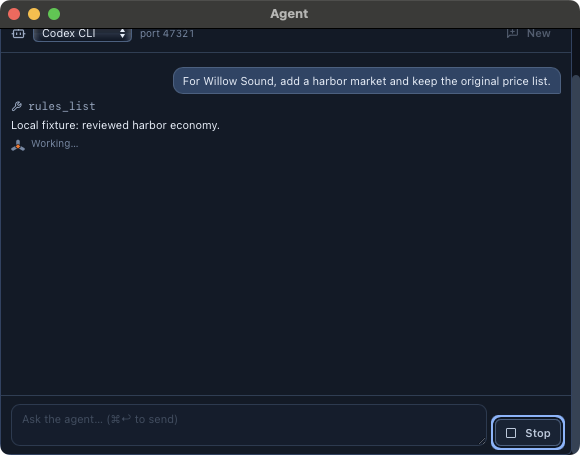 Agent
Codex CLI port 47321 New
For Willow Sound, add a harbor market and keep the original price list.
rules_list
Local fixture: reviewed harbor economy.
Working...
Ask the agent... (⌘↩ to send)
Stop